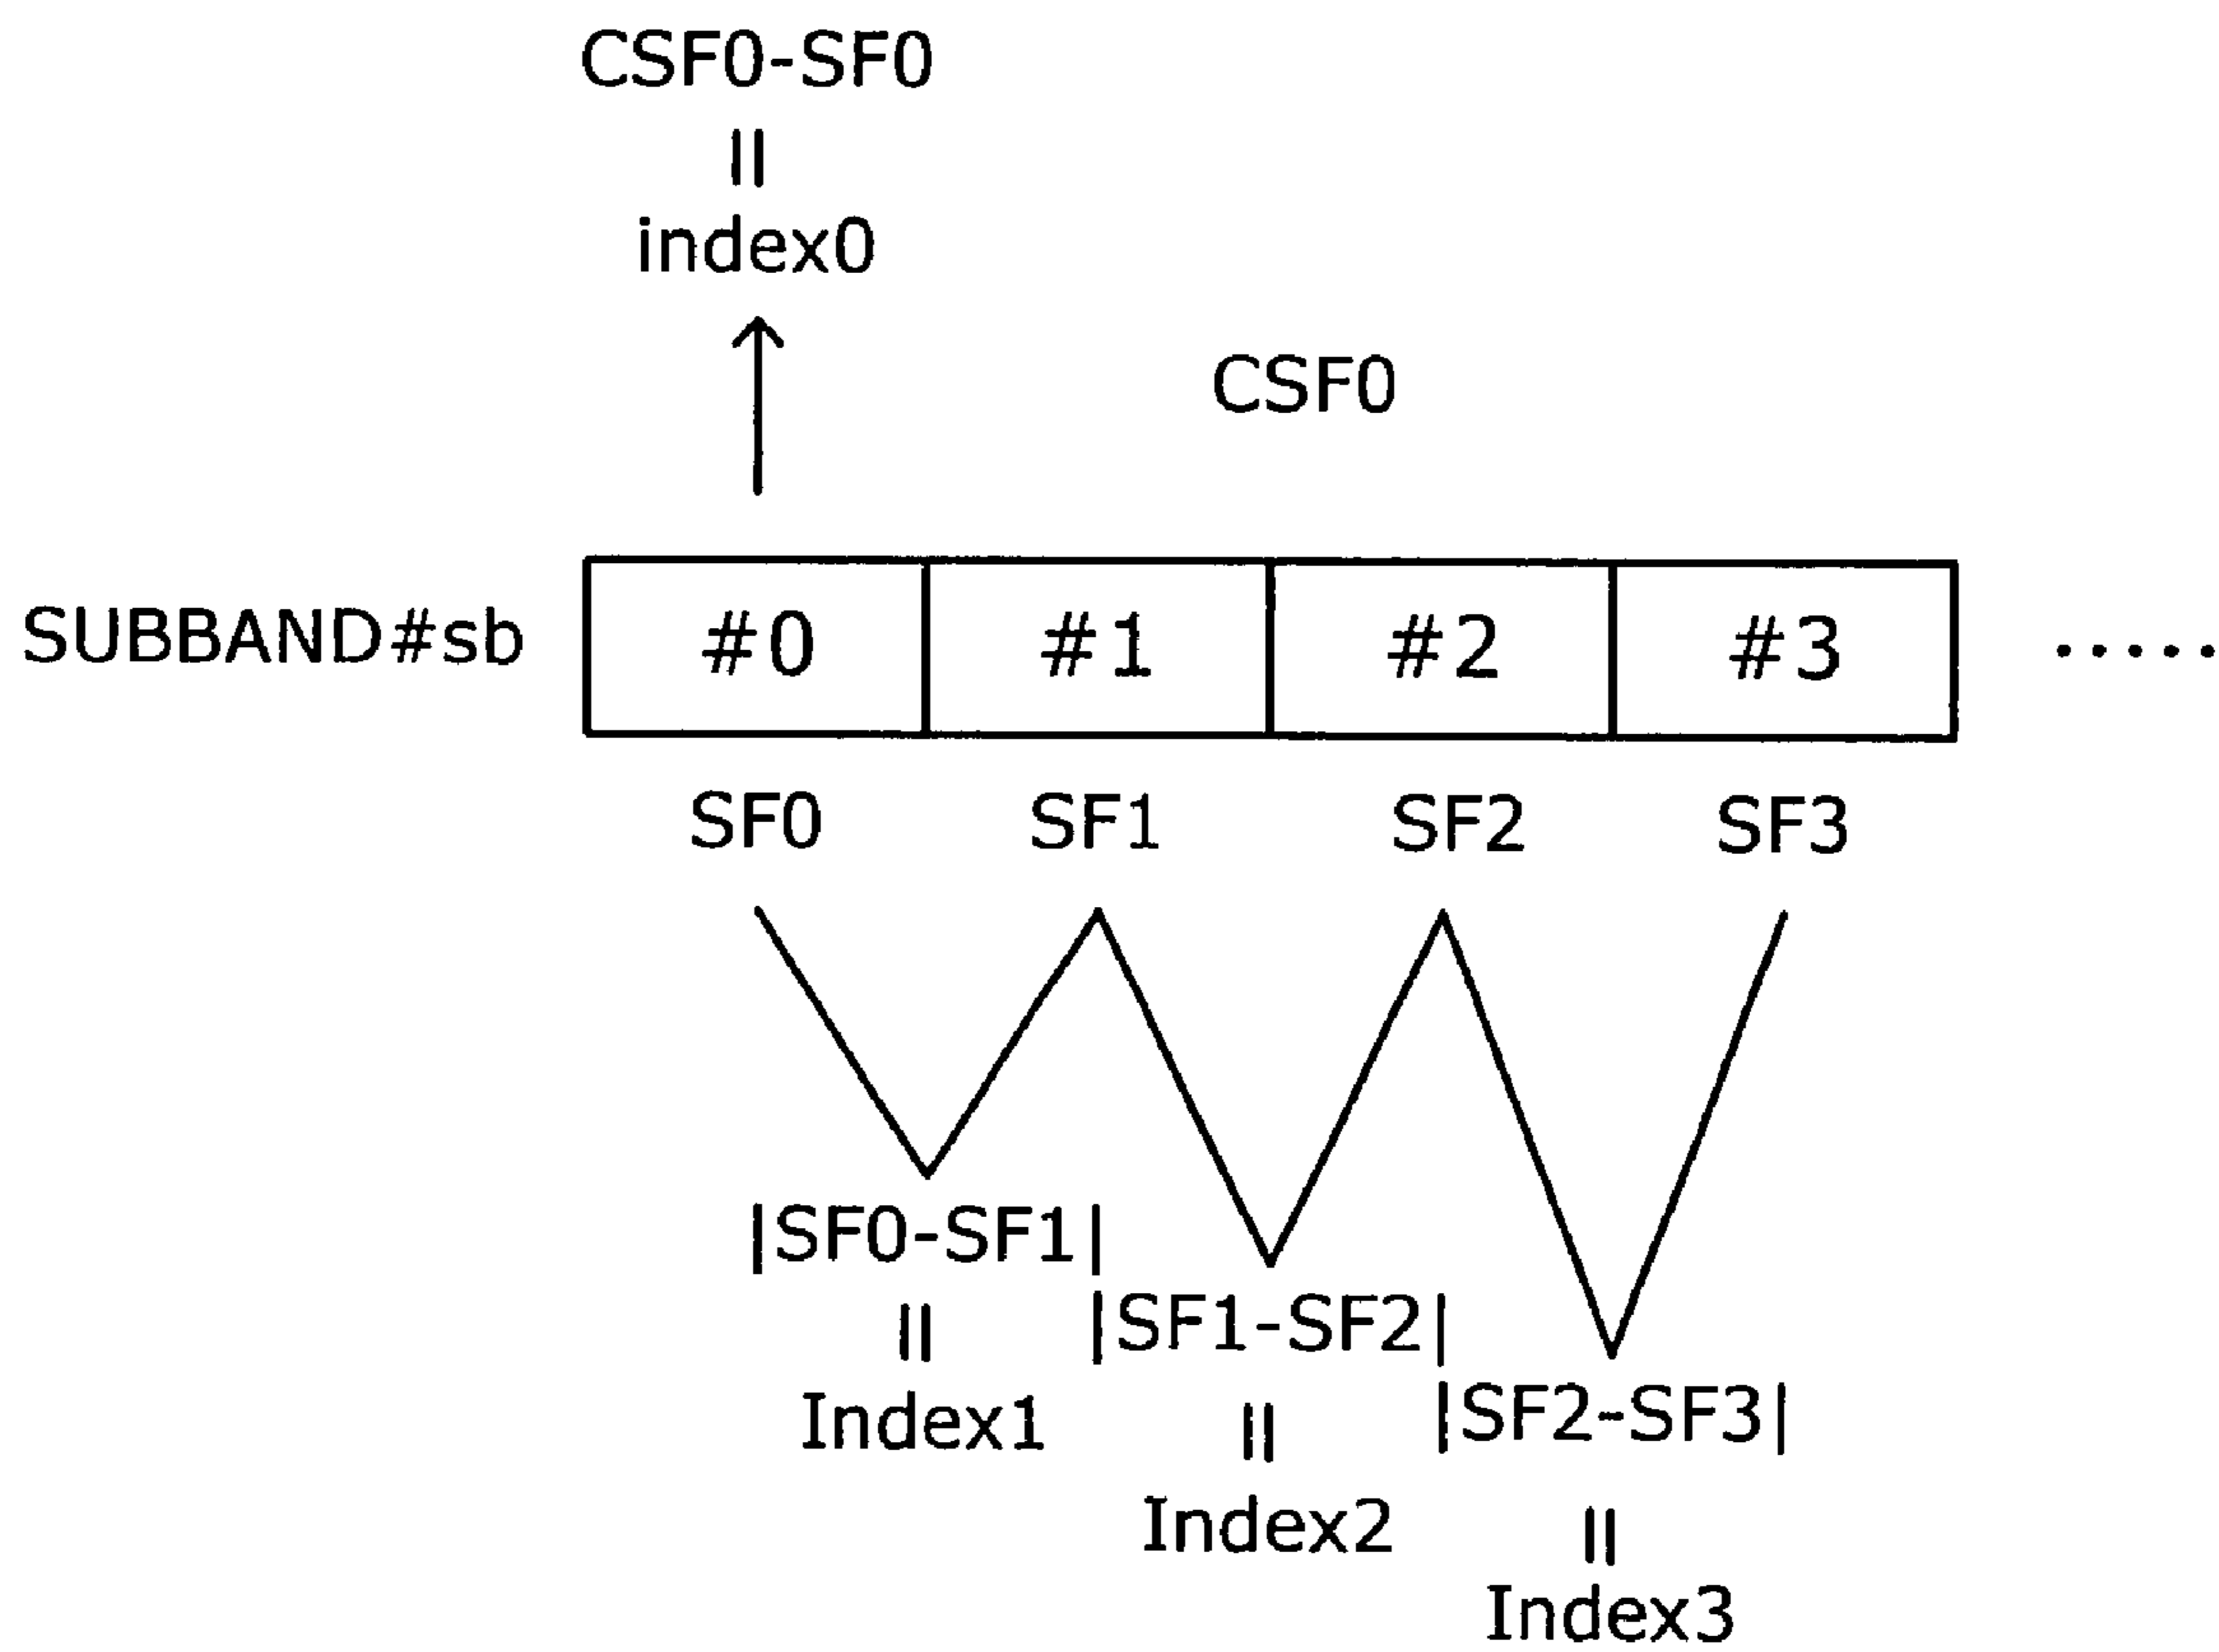 CSF0-SF0
||
index0
CSF0
SUBBAND#sb #0 #1 #2 #3 .....
SF0 SF1 SF2 SF3
|SF0-SF1|
|SF1-SF2|
|SF2-SF3|
||
Index1
||
Index2
||
Index3